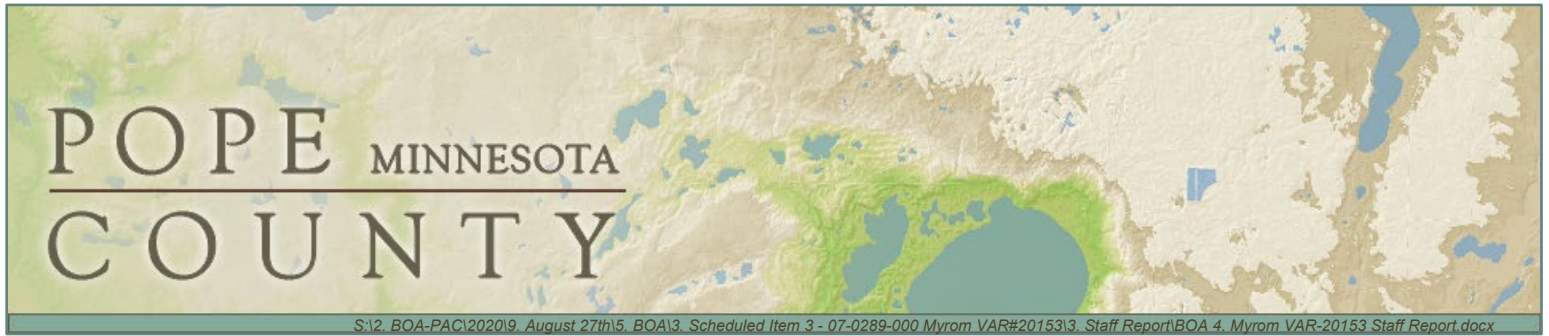 POPE MINNESOTA
COUNTY
S:\2. BOA-PAC\2020\9. August 27th\5. BOA\3. Scheduled Item 3 - 07-0289-000 Myrom VAR#20153\3. Staff Report\BOA 4. Myrom VAR-20153 Staff Report.docx